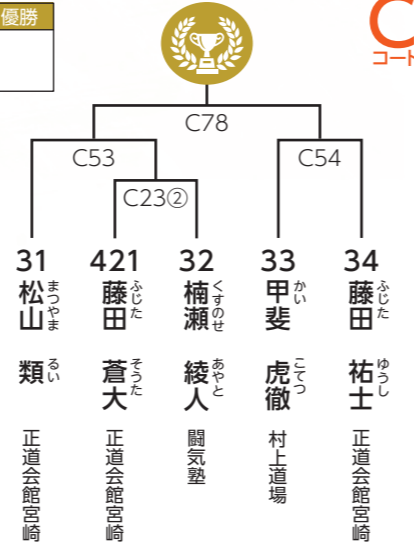 優勝
C
コート
C78
C53
C54
C23②
31
松山 類
まつやま るい
正道会館宮崎
421
藤田 蒼大
ふじた そうた
正道会館宮崎
32
楠瀬 綾人
くすのせ あやと
闘気塾
33
甲斐 虎徹
かい こてつ
村上道場
34
藤田 祐士
ふじた ゆうし
正道会館宮崎